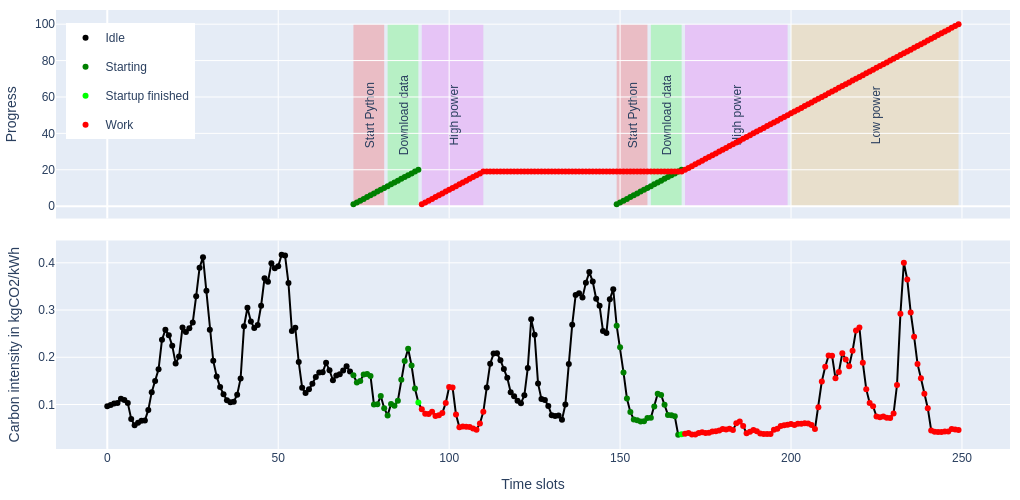 100
80
60
40
20
0
Progress
Idle
Starting
Startup finished
Work
Start Python
Download data
High power
Start Python
Download data
High power
Low power
0.4
0.3
0.2
0.1
Carbon intensity in kgCO2/kWh
0
50
100
150
200
250
Time slots